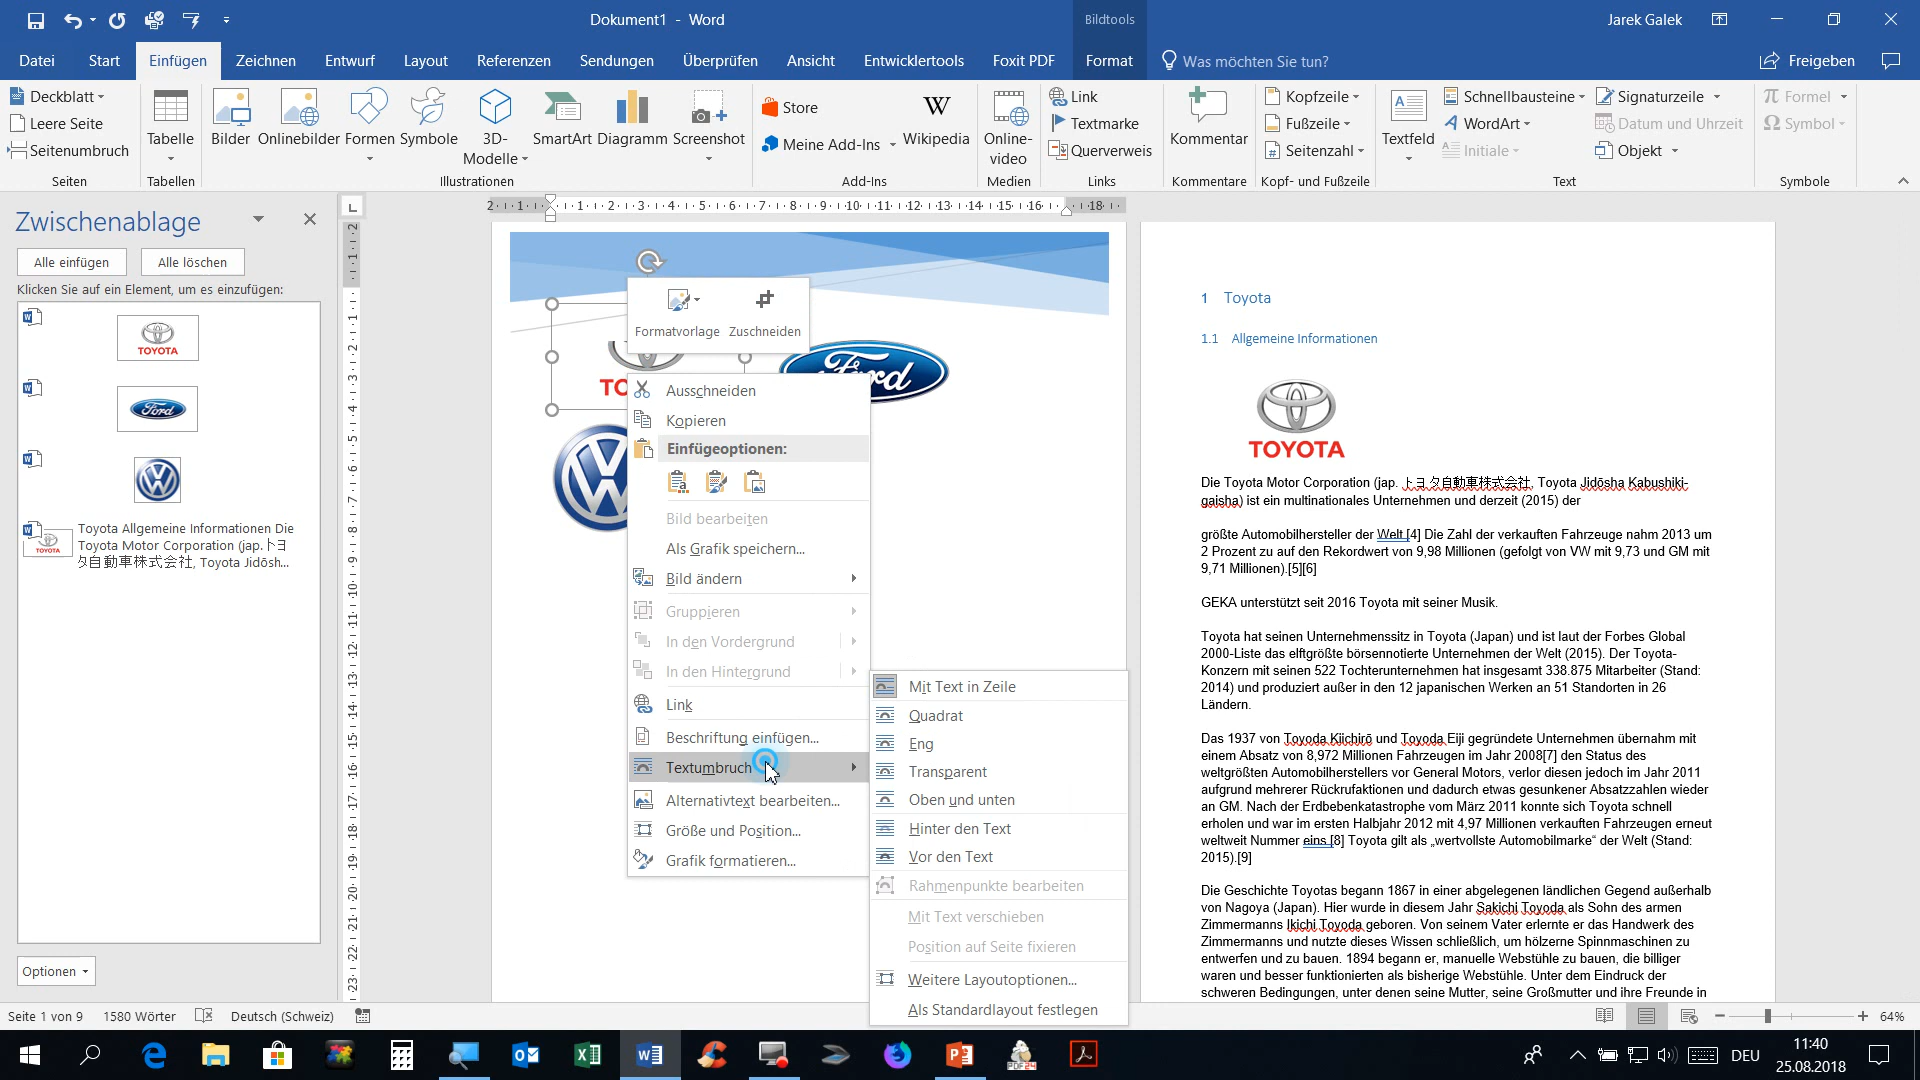 Dokument1 - Word
Bildtools
Jarek Galek
Datei
Start
Einfügen
Zeichnen
Entwurf
Layout
Referenzen
Sendungen
Überprüfen
Ansicht
Entwicklertools
Foxit PDF
Format
Was möchten Sie tun?
Freigeben
Deckblatt
Leere Seite
Seitenumbruch
Seiten
Tabelle
Tabellen
Bilder
Onlinebilder
Formen
Symbole
3D-
Modelle
SmartArt
Diagramm
Screenshot
Illustrationen
Store
Meine Add-Ins
W
Wikipedia
Add-Ins
Online-
video
Medien
Link
Textmarke
Querverweis
Links
Kommentar
Kommentare
Kopfzeile
Fußzeile
Seitenzahl
Kopf- und Fußzeile
Textfeld
Schnellbausteine
WordArt
Initiale
Signaturzeile
Datum und Uhrzeit
Objekt
Text
Formel
Symbol
Symbole
Zwischenablage
Alle einfügen
Alle löschen
Klicken Sie auf ein Element, um es einzufügen:
TOYOTA
Ford
TOYOTA
Toyota Allgemeine Informationen Die
Toyota Motor Corporation (jap.トヨ
タ自動車株式会社, Toyota Jidōsh...
Optionen
2 · 1 · 1 · 1 · 2 · 3 · 4 · 5 · 6 · 7 · 8 · 9 · 10 · 11 · 12 · 13 · 14 · 15 · 16 · 18
Formatvorlage
Zuschneiden
TO
Ford
Ausschneiden
Kopieren
Einfügeoptionen:
Bild bearbeiten
Als Grafik speichern...
Bild ändern
Gruppieren
In den Vordergrund
In den Hintergrund
Link
Beschriftung einfügen...
Textumbruch
Alternativtext bearbeiten...
Größe und Position...
Grafik formatieren...
Mit Text in Zeile
Quadrat
Eng
Transparent
Oben und unten
Hinter den Text
Vor den Text
Rahmenpunkte bearbeiten
Mit Text verschieben
Position auf Seite fixieren
Weitere Layoutoptionen...
Als Standardlayout festlegen
1 Toyota
1.1 Allgemeine Informationen
TOYOTA
Die Toyota Motor Corporation (jap. トヨタ自動車株式会社, Toyota Jidōsha Kabushiki-
gaisha) ist ein multinationales Unternehmen und derzeit (2015) der
größte Automobilhersteller der Welt.[4] Die Zahl der verkauften Fahrzeuge nahm 2013 um
2 Prozent zu auf den Rekordwert von 9,98 Millionen (gefolgt von VW mit 9,73 und GM mit
9,71 Millionen).[5][6]
GEKA unterstützt seit 2016 Toyota mit seiner Musik.
Toyota hat seinen Unternehmenssitz in Toyota (Japan) und ist laut der Forbes Global
2000-Liste das elftgrößte börsennotierte Unternehmen der Welt (2015). Der Toyota-
Konzern mit seinen 522 Tochterunternehmen hat insgesamt 338.875 Mitarbeiter (Stand:
2014) und produziert außer in den 12 japanischen Werken an 51 Standorten in 26
Ländern.
Das 1937 von Toyoda Kiichirō und Toyoda Eiji gegründete Unternehmen übernahm mit
einem Absatz von 8,972 Millionen Fahrzeugen im Jahr 2008[7] den Status des
weltgrößten Automobilherstellers vor General Motors, verlor diesen jedoch im Jahr 2011
aufgrund mehrerer Rückrufaktionen und dadurch etwas gesunkener Absatzzahlen wieder
an GM. Nach der Erdbebenkatastrophe vom März 2011 konnte sich Toyota schnell
erholen und war im ersten Halbjahr 2012 mit 4,97 Millionen verkauften Fahrzeugen erneut
weltweit Nummer eins.[8] Toyota gilt als „wertvollste Automobilmarke“ der Welt (Stand:
2015).[9]
Die Geschichte Toyotas begann 1867 in einer abgelegenen ländlichen Gegend außerhalb
von Nagoya (Japan). Hier wurde in diesem Jahr Sakichi Toyoda als Sohn des armen
Zimmermanns Ikichi Toyoda geboren. Von seinem Vater erlernte er das Handwerk des
Zimmermanns und nutzte dieses Wissen schließlich, um hölzerne Spinnmaschinen zu
entwerfen und zu bauen. 1894 begann er, manuelle Webstühle zu bauen, die billiger
waren und besser funktionierten als bisherige Webstühle. Unter dem Eindruck der
schweren Bedingungen, unter denen seine Mutter, seine Großmutter und ihre Freunde in
Seite 1 von 9
1580 Wörter
Deutsch (Schweiz)
64%
PDF24
DEU
11:40
25.08.2018